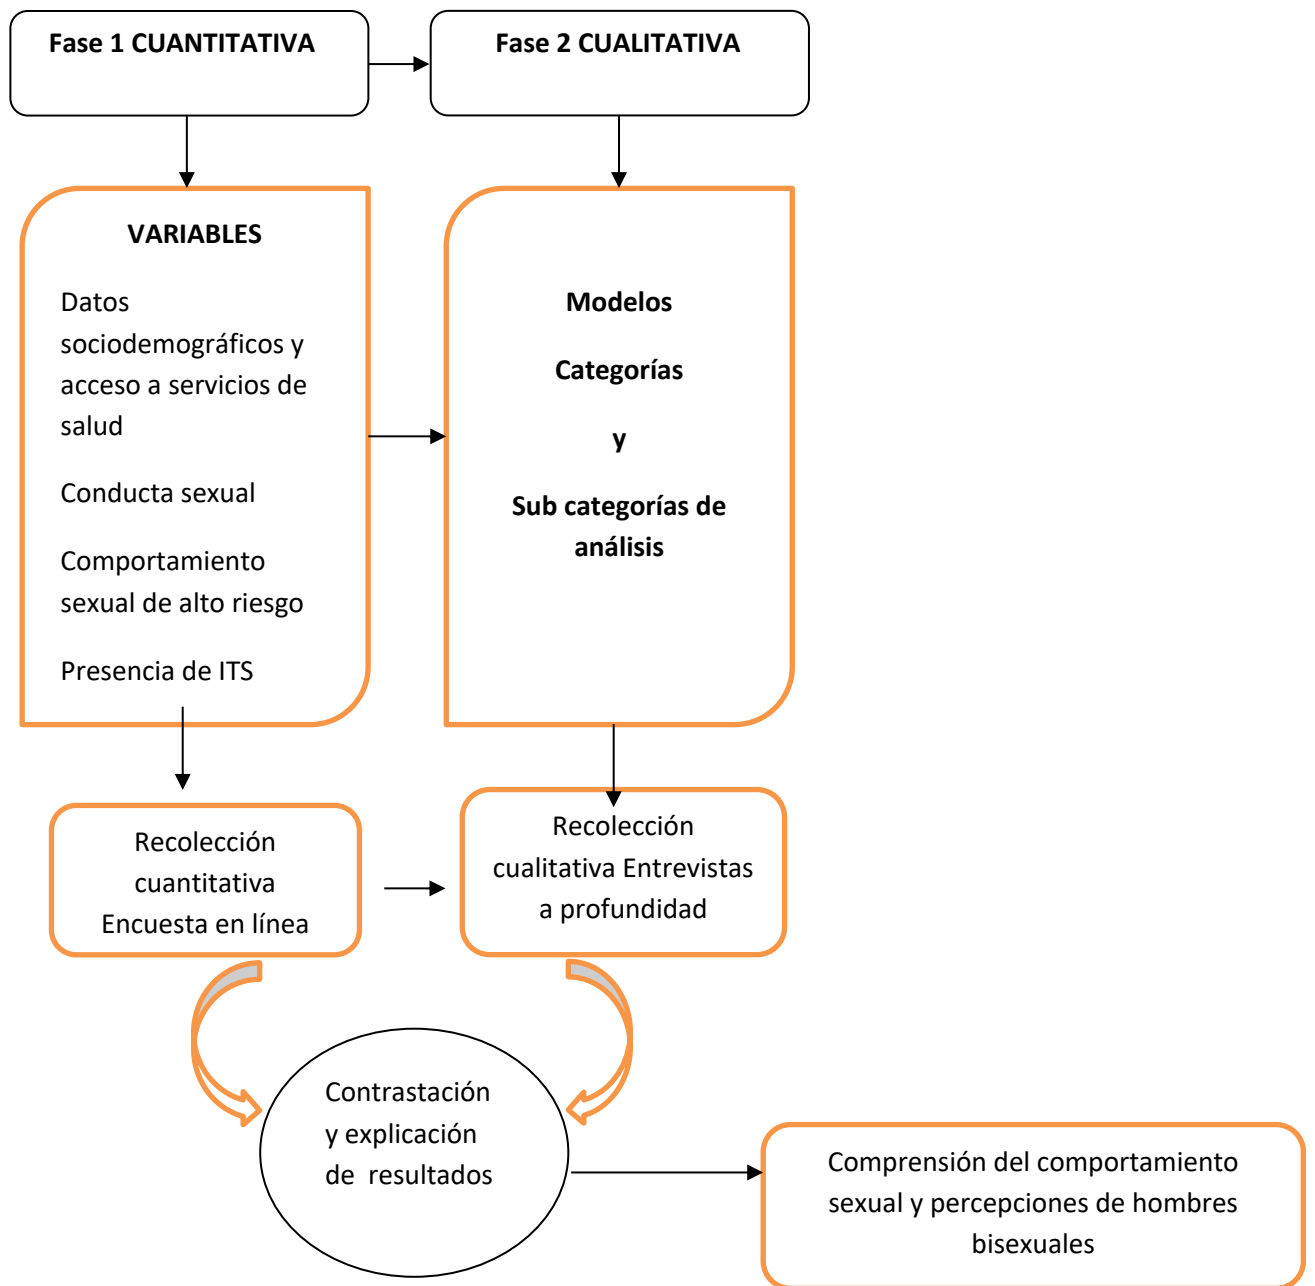 Fase 1 CUANTITATIVA
Fase 2 CUALITATIVA
VARIABLES
Datos
sociodemográficos y
acceso a servicios de
salud
Conducta sexual
Comportamiento
sexual de alto riesgo
Presencia de ITS
Modelos
Categorías
y
Sub categorías de
análisis
Recolección
cuantitativa
Encuesta en línea
Recolección
cualitativa Entrevistas
a profundidad
Contrastación
y explicación
de resultados
Comprensión del comportamiento
sexual y percepciones de hombres
bisexuales